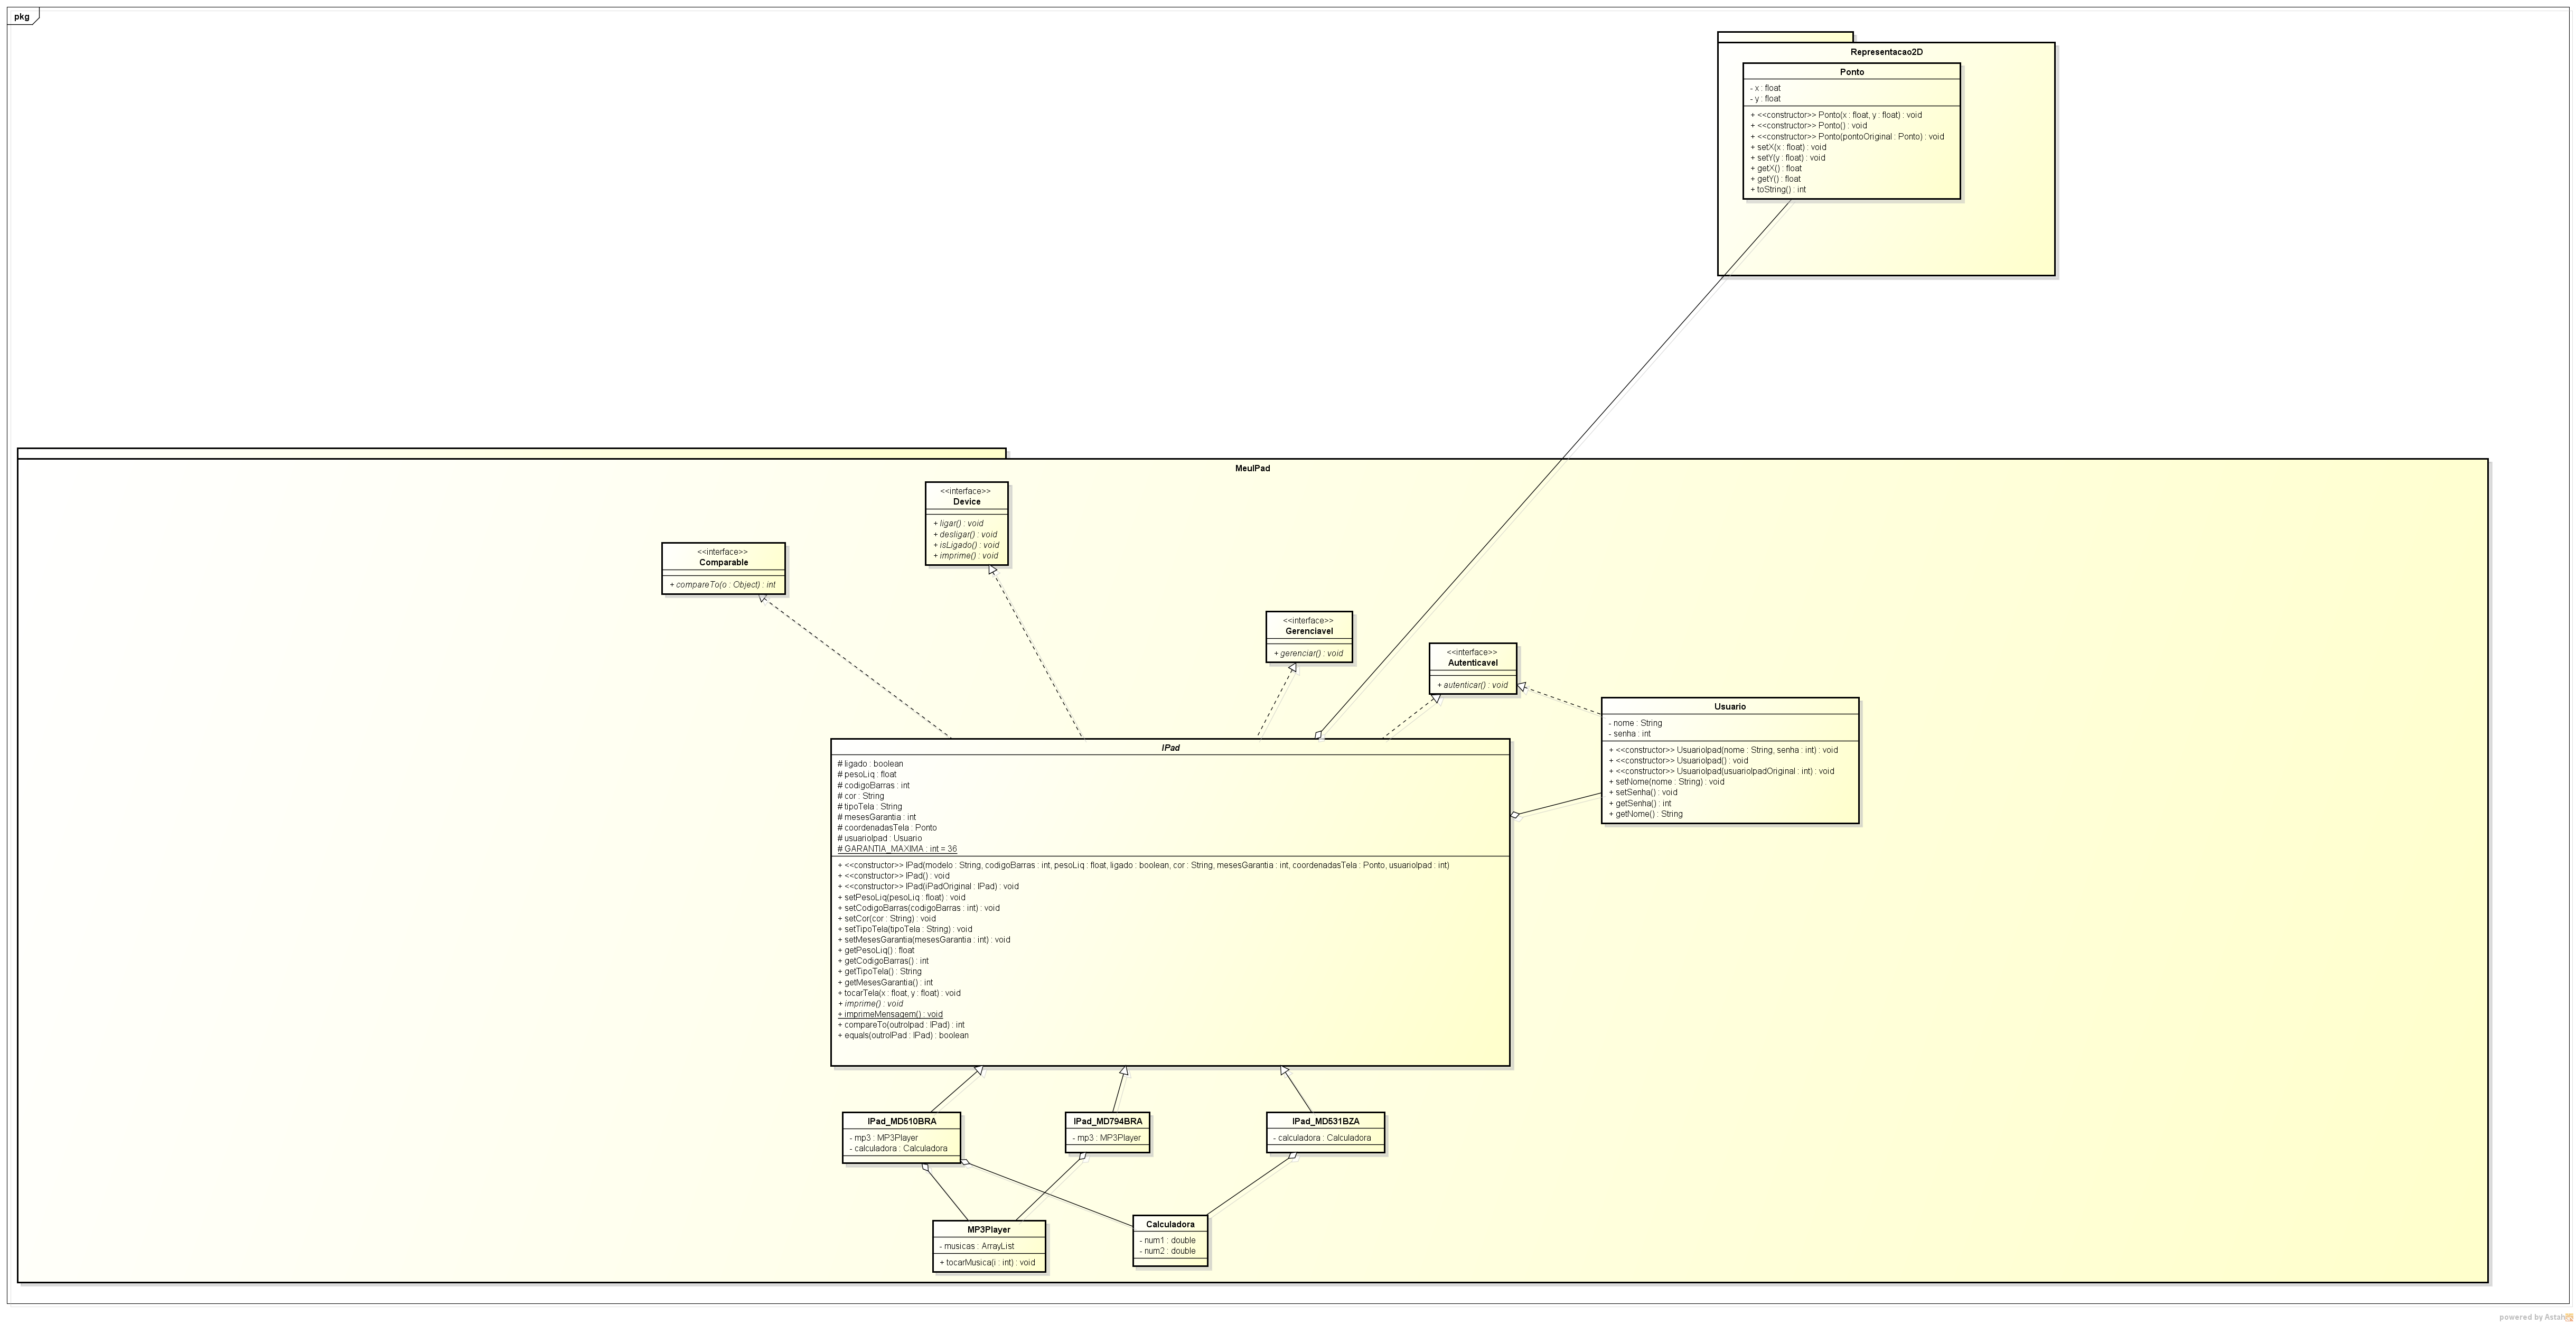 pkg
Representacao2D
Ponto
- x : float
- y : float
+ <<constructor>> Ponto(x : float, y : float) : void
+ <<constructor>> Ponto() : void
+ <<constructor>> Ponto(pontoOriginal : Ponto) : void
+ setX(x : float) : void
+ setY(y : float) : void
+ getX() : float
+ getY() : float
+ toString() : int
MeuIPad
<<interface>>
Device
+ ligar() : void
+ desligar() : void
+ isLigado() : void
+ imprime() : void
<<interface>>
Comparable
+ compareTo(o : Object) : int
<<interface>>
Gerenciavel
+ gerenciar() : void
<<interface>>
Autenticavel
+ autenticar() : void
Usuario
- nome : String
- senha : int
+ <<constructor>> UsuarioIpad(nome : String, senha : int) : void
+ <<constructor>> UsuarioIpad() : void
+ <<constructor>> UsuarioIpad(usuarioIpadOriginal : int) : void
+ setNome(nome : String) : void
+ setSenha() : void
+ getSenha() : int
+ getNome() : String
IPad
# ligado : boolean
# pesoLiq : float
# codigoBarras : int
# cor : String
# tipoTela : String
# mesesGarantia : int
# coordenadasTela : Ponto
# usuarioIpad : Usuario
# GARANTIA_MAXIMA : int = 36
+ <<constructor>> IPad(modelo : String, codigoBarras : int, pesoLiq : float, ligado : boolean, cor : String, mesesGarantia : int, coordenadasTela : Ponto, usuarioIpad : int)
+ <<constructor>> IPad() : void
+ <<constructor>> IPad(iPadOriginal : IPad) : void
+ setPesoLiq(pesoLiq : float) : void
+ setCodigoBarras(codigoBarras : int) : void
+ setCor(cor : String) : void
+ setTipoTela(tipoTela : String) : void
+ setMesesGarantia(mesesGarantia : int) : void
+ getPesoLiq() : float
+ getCodigoBarras() : int
+ getTipoTela() : String
+ getMesesGarantia() : int
+ tocarTela(x : float, y : float) : void
+ imprime() : void
+ imprimeMensagem() : void
+ compareTo(outroIpad : IPad) : int
+ equals(outroIPad : IPad) : boolean
IPad_MD510BRA
- mp3 : MP3Player
- calculadora : Calculadora
IPad_MD794BRA
- mp3 : MP3Player
IPad_MD531BZA
- calculadora : Calculadora
MP3Player
- musicas : ArrayList
+ tocarMusica(i : int) : void
Calculadora
- num1 : double
- num2 : double
powered by Astah